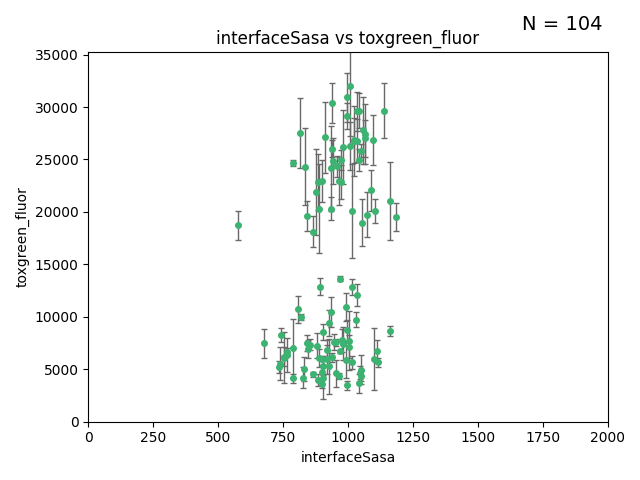 N = 104
interfaceSasa vs toxgreen_fluor
toxgreen_fluor
35000
30000
25000
20000
15000
10000
5000
0
0 250 500 750 1000 1250 1500 1750 2000
interfaceSasa